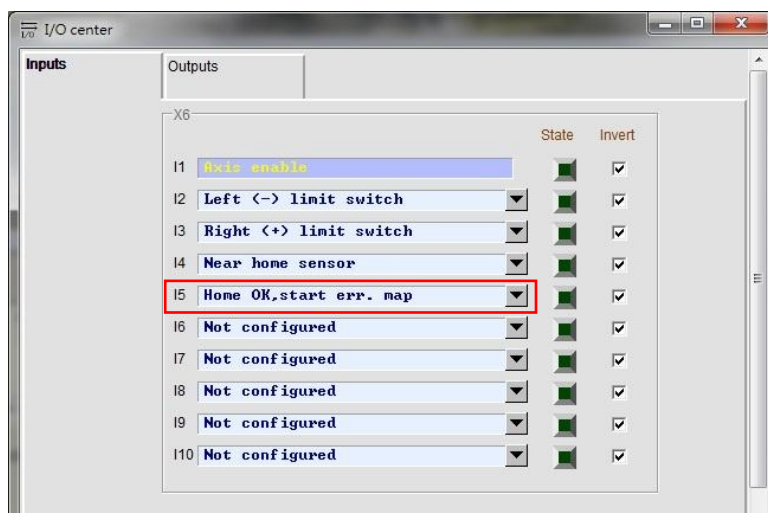 I/O I/O center
Inputs Outputs
X6
State Invert
I1 Axis enable
I2 Left (-) limit switch
I3 Right (+) limit switch
I4 Near home sensor
I5 Home OK,start err. map
I6 Not configured
I7 Not configured
I8 Not configured
I9 Not configured
I10 Not configured